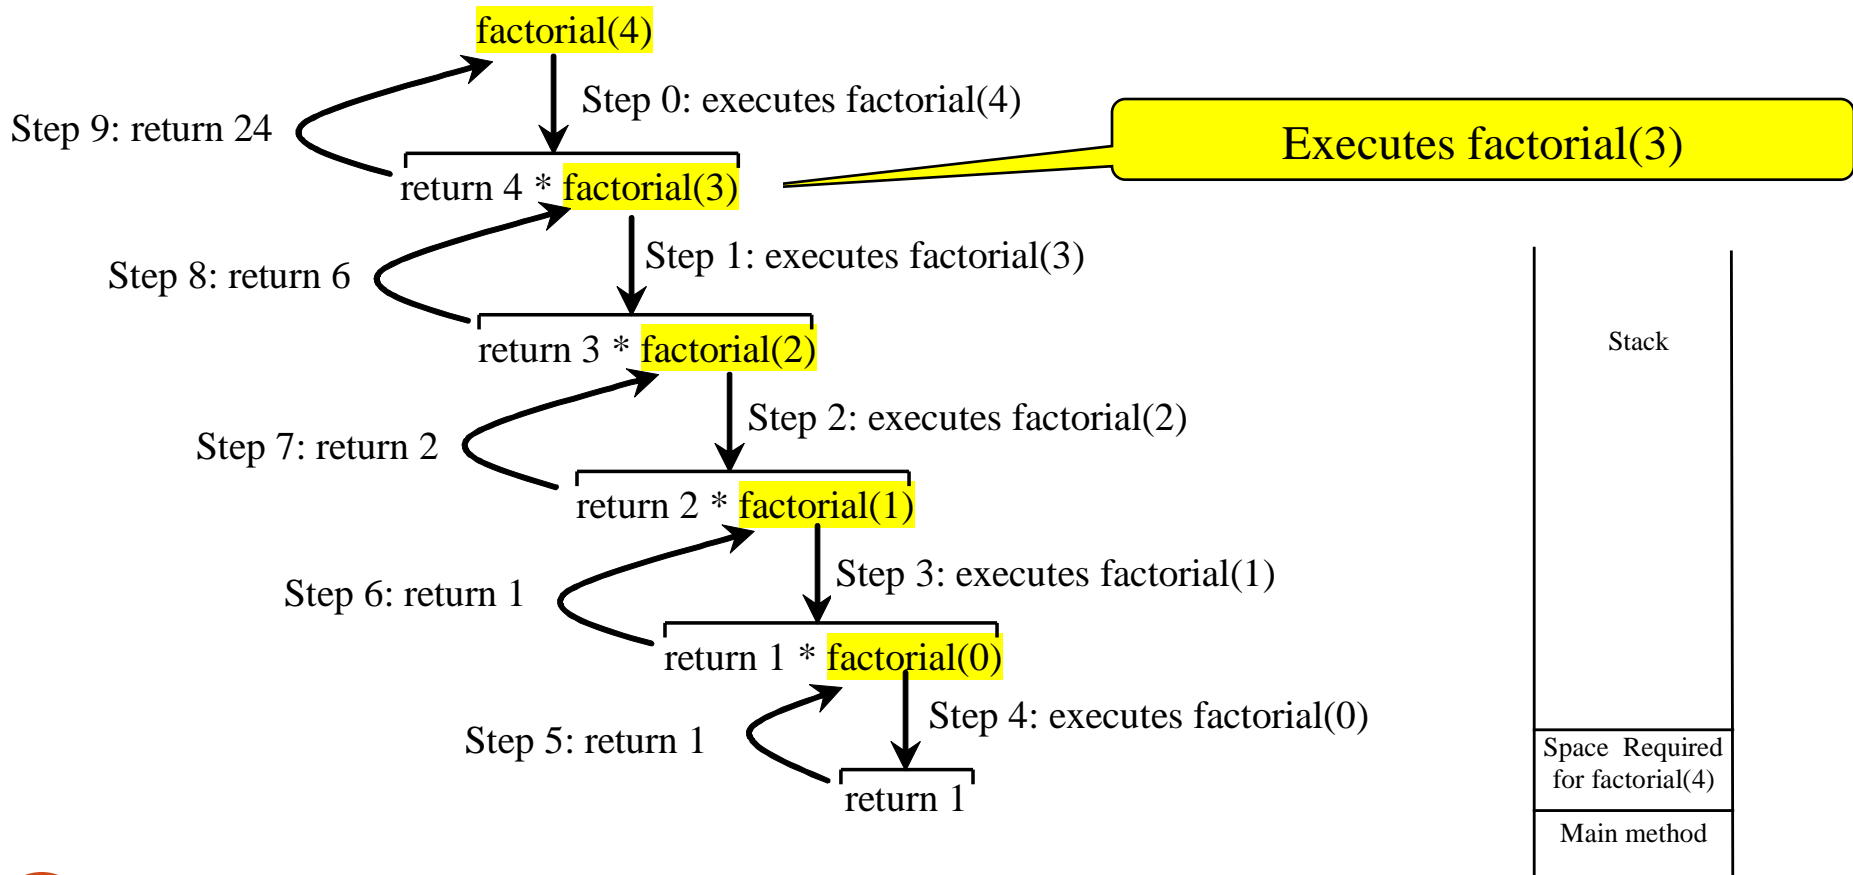 factorial(4)
Step 0: executes factorial(4)
Step 9: return 24
Executes factorial(3)
return 4 * factorial(3)
Step 1: executes factorial(3)
Step 8: return 6
return 3 * factorial(2)
Stack
Step 2: executes factorial(2)
Step 7: return 2
return 2 * factorial(1)
Step 3: executes factorial(1)
Step 6: return 1
return 1 * factorial(0)
Step 4: executes factorial(0)
Step 5: return 1
return 1
Space Required
for factorial(4)
Main method